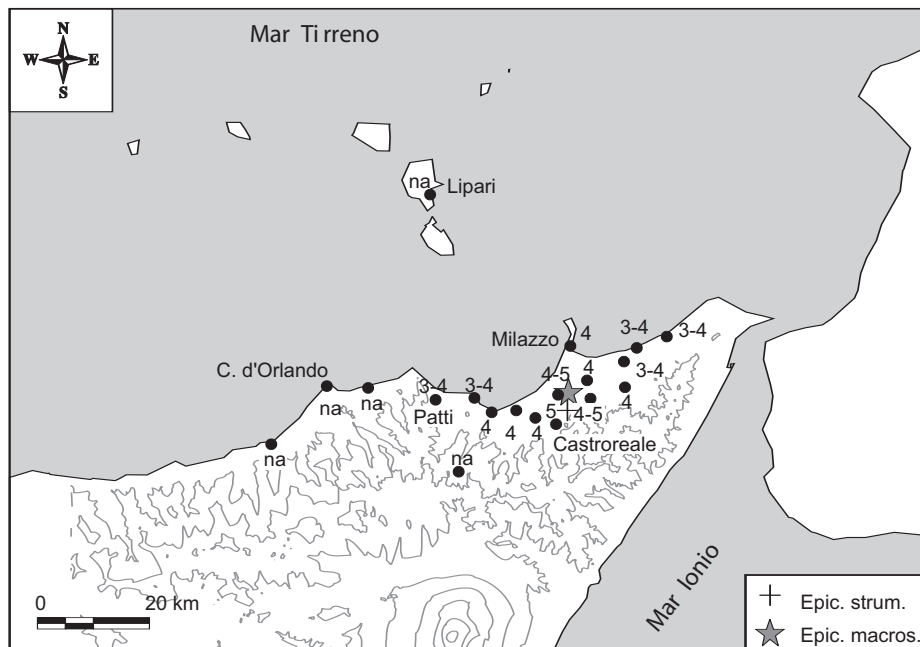 Mar Tirreno
N
W E
S
na
Lipari
Milazzo
4
3-4
3-4
C. d'Orlando
na
na
3-4
Patti
3-4
4-5
4
3-4
4
5
4-5
4
4
4
Castroreale
na
na
0 20 km
Mar Ionio
Epic. strum.
Epic. macros.